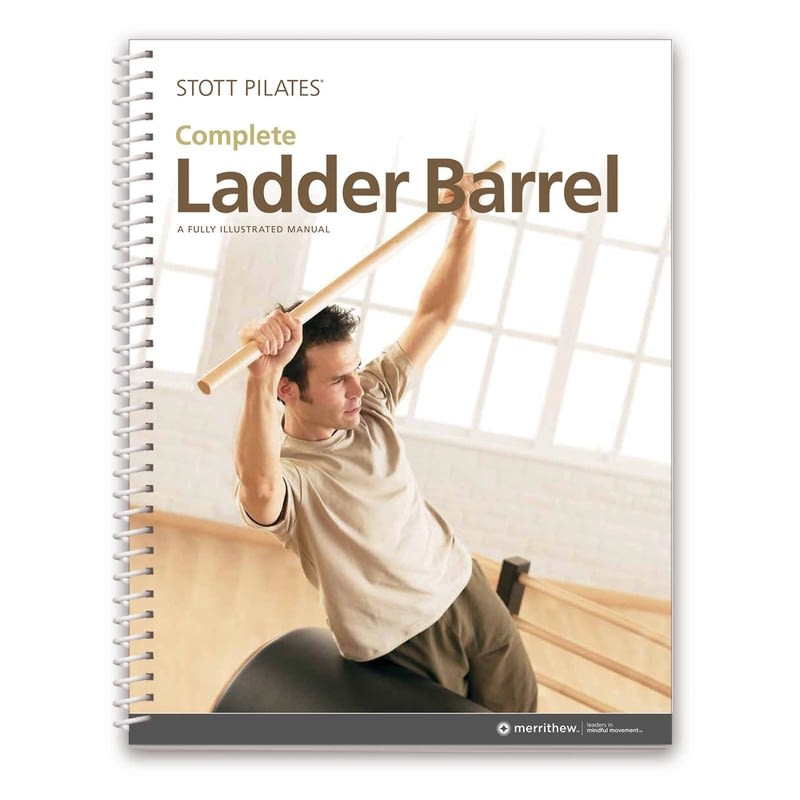 STOTT PILATES®
Complete
Ladder Barrel
A FULLY ILLUSTRATED MANUAL
merrithew™ leaders in
mindful movement™